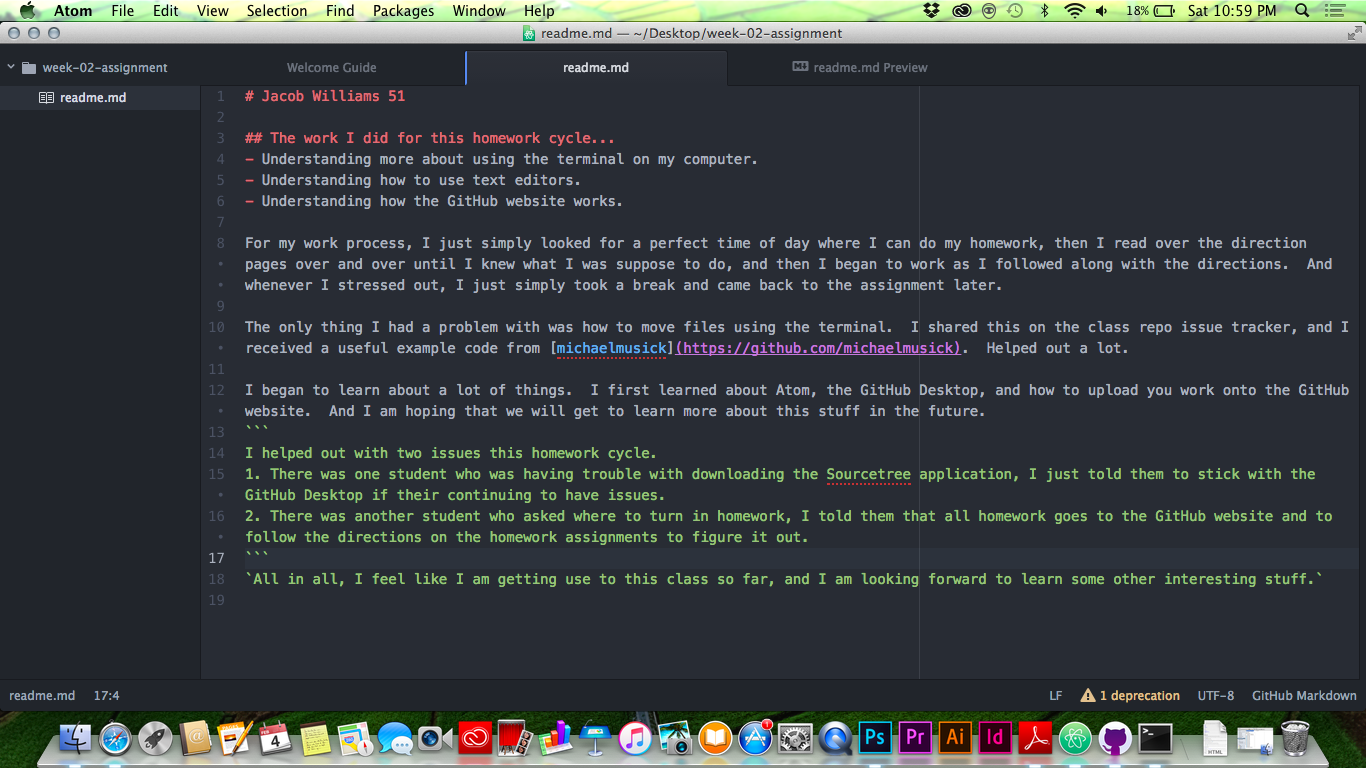 Atom File Edit View Selection Find Packages Window Help 18% Sat 10:59 PM
readme.md — ~/Desktop/week-02-assignment
week-02-assignment Welcome Guide readme.md readme.md Preview
readme.md
1 # Jacob Williams 51
2
3 ## The work I did for this homework cycle...
4 - Understanding more about using the terminal on my computer.
5 - Understanding how to use text editors.
6 - Understanding how the GitHub website works.
7
8 For my work process, I just simply looked for a perfect time of day where I can do my homework, then I read over the direction
• pages over and over until I knew what I was suppose to do, and then I began to work as I followed along with the directions.  And
• whenever I stressed out, I just simply took a break and came back to the assignment later.
9
10 The only thing I had a problem with was how to move files using the terminal.  I shared this on the class repo issue tracker, and I
• received a useful example code from [michaelmusick](https://github.com/michaelmusick).  Helped out a lot.
11
12 I began to learn about a lot of things.  I first learned about Atom, the GitHub Desktop, and how to upload you work onto the GitHub
• website.  And I am hoping that we will get to learn more about this stuff in the future.
13 ```
14 I helped out with two issues this homework cycle.
15 1. There was one student who was having trouble with downloading the Sourcetree application, I just told them to stick with the
• GitHub Desktop if their continuing to have issues.
16 2. There was another student who asked where to turn in homework, I told them that all homework goes to the GitHub website and to
• follow the directions on the homework assignments to figure it out.
17 ```
18 `All in all, I feel like I am getting use to this class so far, and I am looking forward to learn some other interesting stuff.`
19
readme.md 17:4 LF 1 deprecation UTF-8 GitHub Markdown
4 1 Ps Pr Ai Id HTML